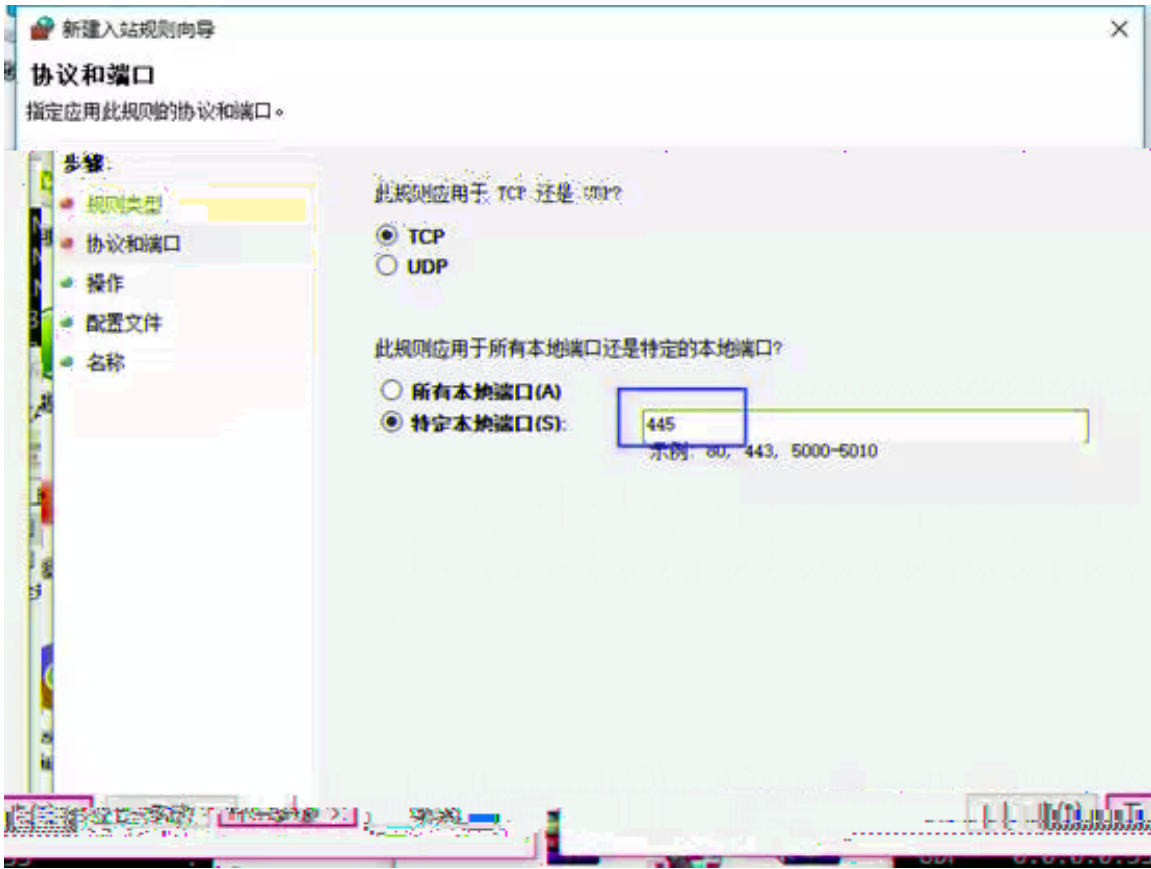 新建入站规则向导
协议和端口
指定应用此规则的协议和端口。
步骤:
规则类型
协议和端口
操作
配置文件
名称
此规则应用于 TCP 还是 UDP?
TCP
UDP
此规则应用于所有本地端口还是特定的本地端口?
所有本地端口(A)
特定本地端口(S):
445
示例: 80, 443, 5000-5010